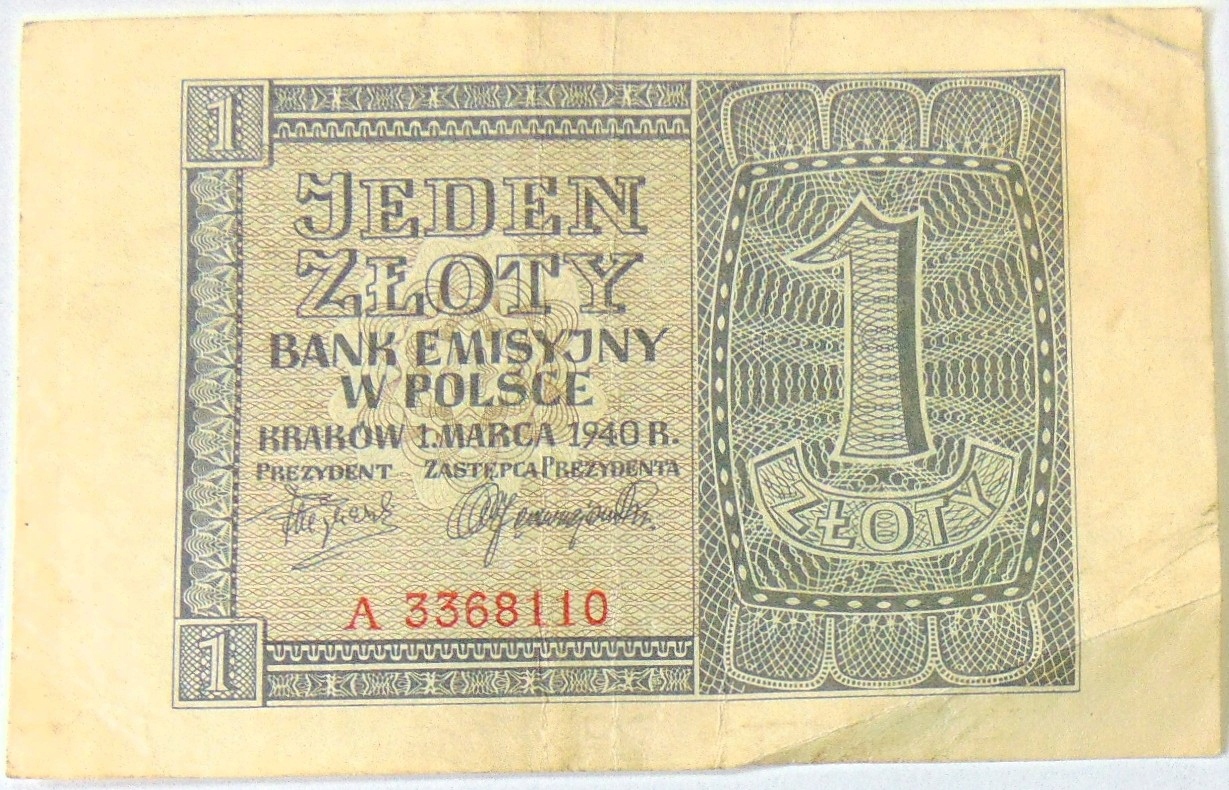 1
JEDEN
ZŁOTY
BANK EMISYJNY
W POLSCE
KRAKÓW 1. MARCA 1940 R.
PREZYDENT ZASTĘPCA PREZYDENTA
A 3368110
1
1
ZŁOTY